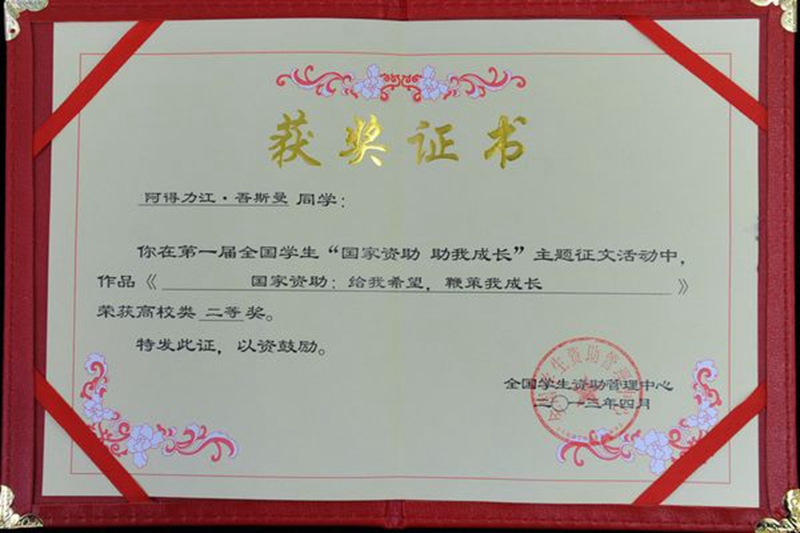 获奖证书
阿得力江·吾斯曼 同学：
你在第一届全国学生“国家资助 助我成长”主题征文活动中，
作品《 国家资助：给我希望，鞭策我成长 》
荣获高校类 二等 奖。
特发此证，以资鼓励。
全国学生资助管理中心
二〇一三年四月